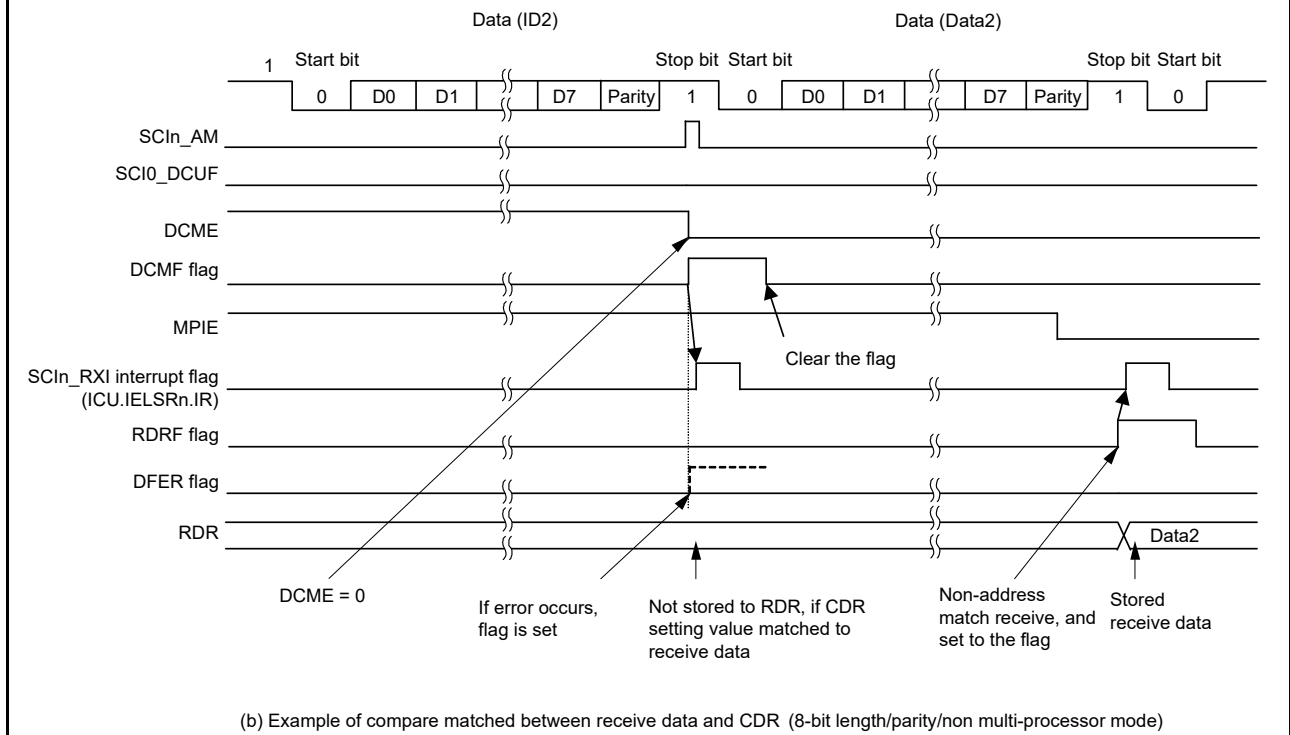 Data (ID2) Data (Data2)
1 Start bit Stop bit Start bit Stop bit Start bit
0 D0 D1 D7 Parity 1 0 D0 D1 D7 Parity 1 0
SCIn_AM
SCI0_DCUF
DCME
DCMF flag
MPIE
Clear the flag
SCIn_RXI interrupt flag
(ICU.IELSRn.IR)
RDRF flag
DFER flag
RDR Data2
DCME = 0
If error occurs,
flag is set
Not stored to RDR, if CDR
setting value matched to
receive data
Non-address
match receive, and
set to the flag
Stored
receive data
(b) Example of compare matched between receive data and CDR (8-bit length/parity/non multi-processor mode)